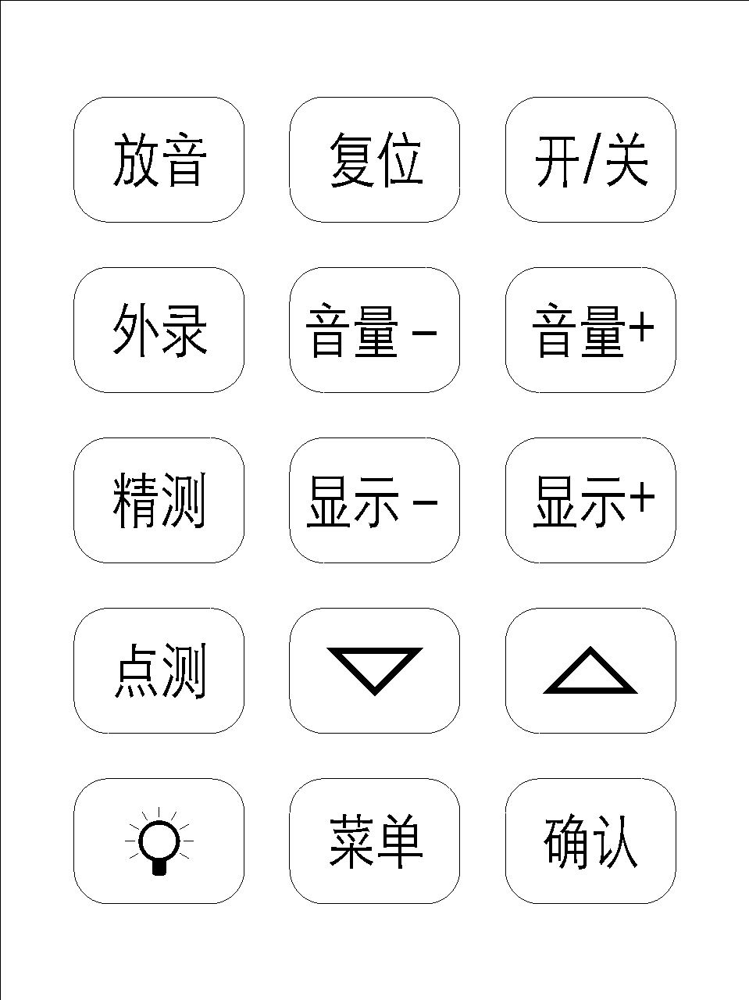 放音 复位 开/关
外录 音量－ 音量+
精测 显示－ 显示+
点测
菜单 确认